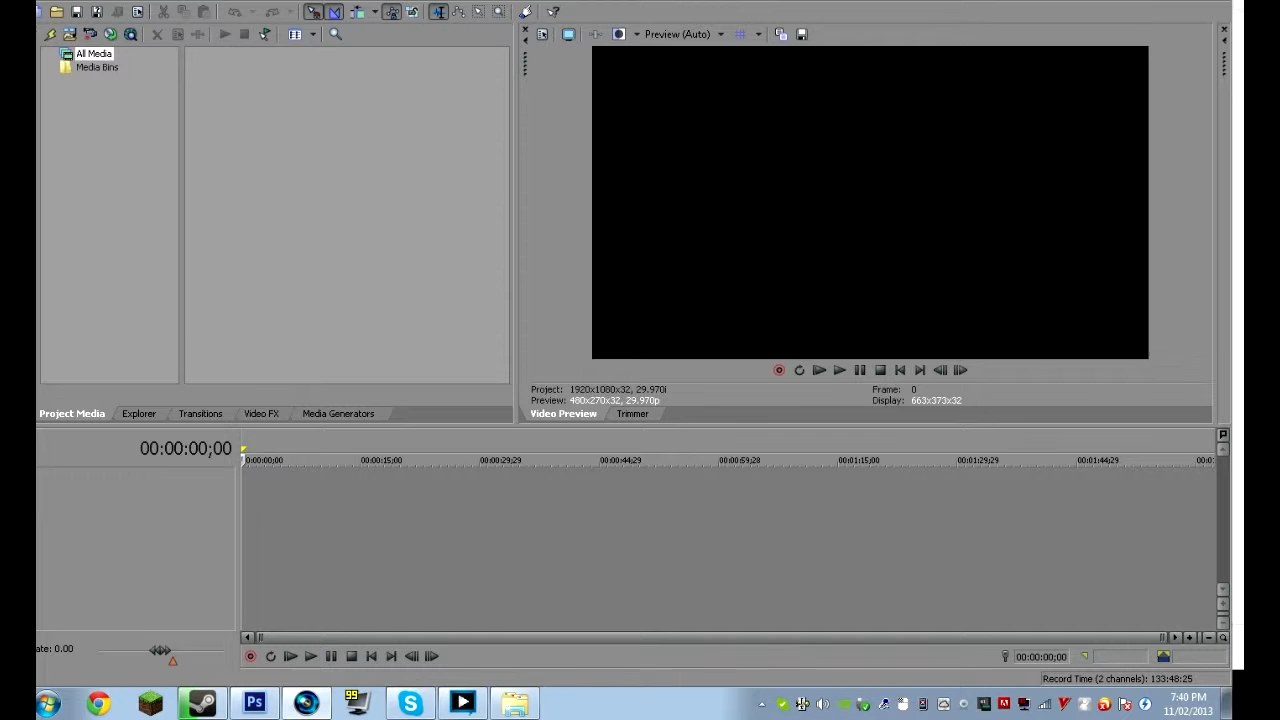 Preview (Auto)
All Media
Media Bins
Project: 1920x1080x32, 29.970i
Frame: 0
Preview: 480x270x32, 29.970p
Display: 663x373x32
Project Media
Explorer
Transitions
Video FX
Media Generators
Video Preview
Trimmer
00:00:00;00
0:00:00;00
00:00:15;00
00:00:29;29
00:00:44;29
00:00:59;28
00:01:15;00
00:01:29;29
00:01:44;29
00:0
ate: 0.00
00:00:00;00
Record Time (2 channels): 133:48:25
Ps
99
7:40 PM
11/02/2013